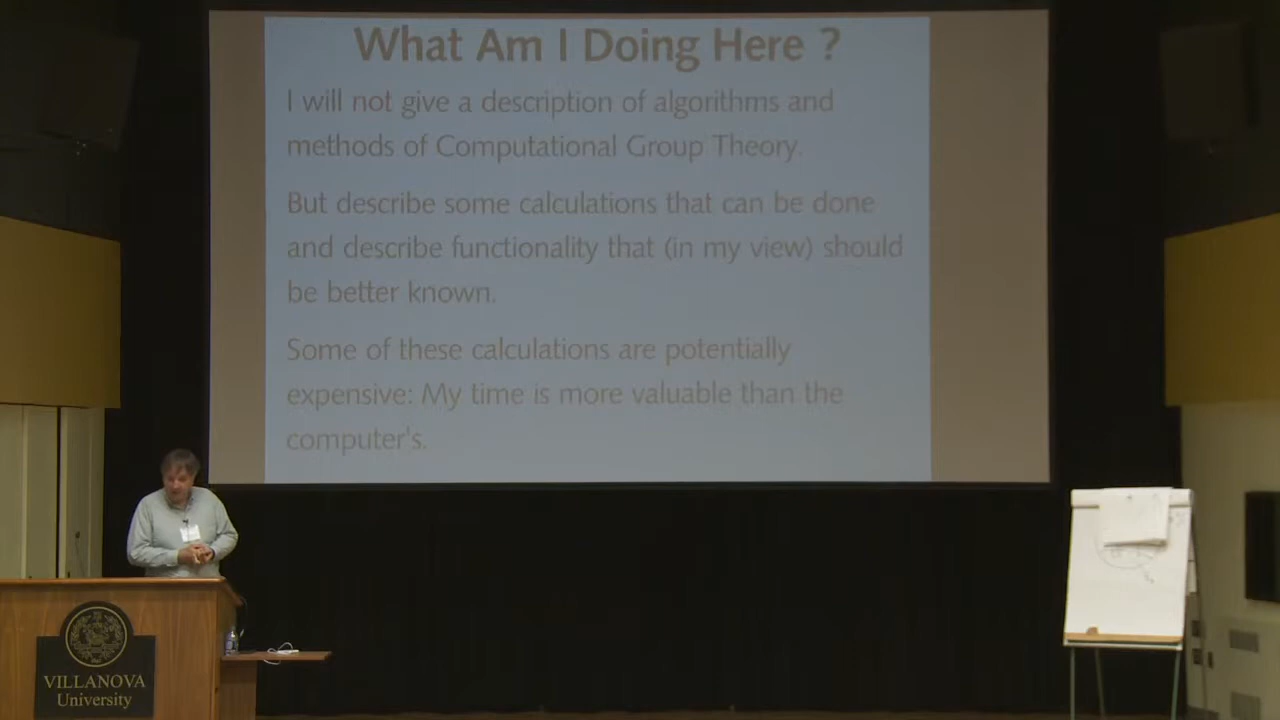 What Am I Doing Here ?
I will not give a description of algorithms and
methods of Computational Group Theory.
But describe some calculations that can be done
and describe functionality that (in my view) should
be better known.
Some of these calculations are potentially
expensive: My time is more valuable than the
computer's.
VILLANOVA
University